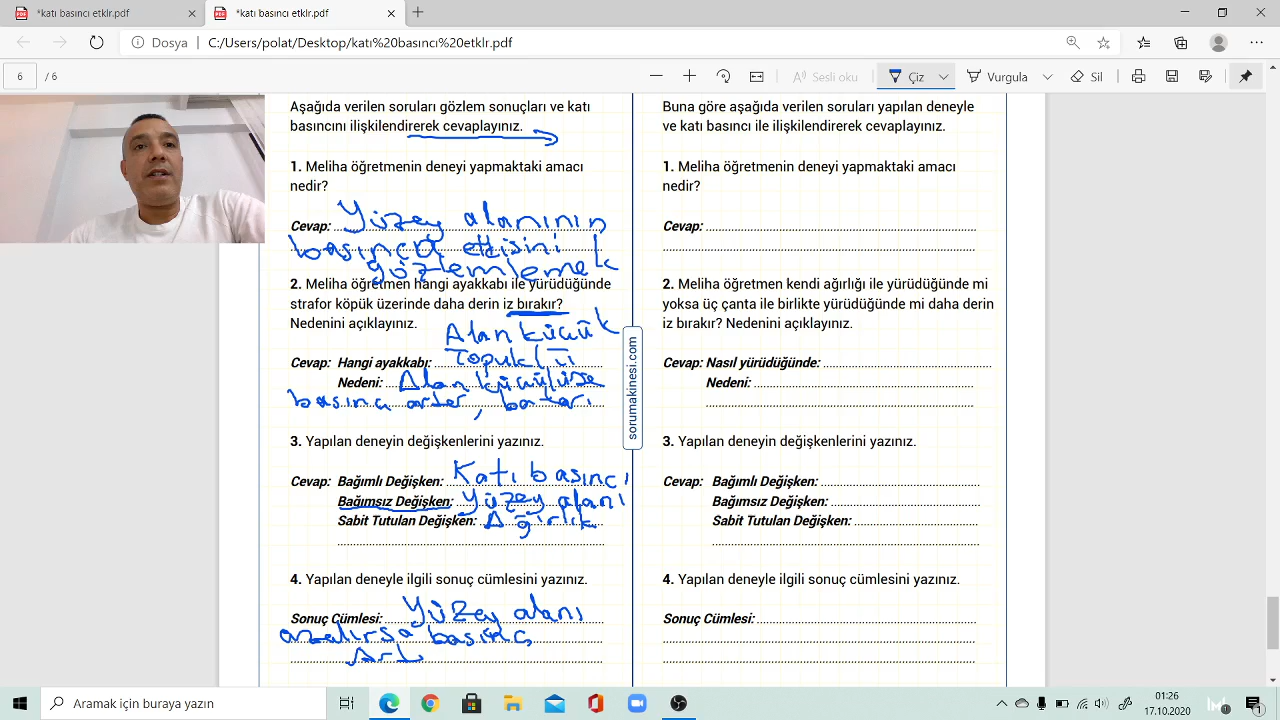 *katı basıncı etklr.pdf
*katı basıncı etklr.pdf
Dosya
C:/Users/polat/Desktop/katı%20basıncı%20etklr.pdf
6 / 6
Sesli oku
Çiz
Vurgula
Sil
Aşağıda verilen soruları gözlem sonuçları ve katı
basıncını ilişkilendirerek cevaplayınız.
1. Meliha öğretmenin deneyi yapmaktaki amacı
nedir?
Cevap: Yüzey alanının
basınca etkisini
gözlemlemek
2. Meliha öğretmen hangi ayakkabı ile yürüdüğünde
strafor köpük üzerinde daha derin iz bırakır?
Nedenini açıklayınız.
Alan küçük
Cevap: Hangi ayakkabı: Topuklu
Nedeni: Alan küçülürse
basınç artar, batar
3. Yapılan deneyin değişkenlerini yazınız.
Cevap: Bağımlı Değişken: Katı basıncı
Bağımsız Değişken: Yüzey alanı
Sabit Tutulan Değişken: Ağırlık
4. Yapılan deneyle ilgili sonuç cümlesini yazınız.
Sonuç Cümlesi: Yüzey alanı
azalırsa basınç
Art
sorumakinesi.com
Buna göre aşağıda verilen soruları yapılan deneyle
ve katı basıncı ile ilişkilendirerek cevaplayınız.
1. Meliha öğretmenin deneyi yapmaktaki amacı
nedir?
Cevap:
2. Meliha öğretmen kendi ağırlığı ile yürüdüğünde mi
yoksa üç çanta ile birlikte yürüdüğünde mi daha derin
iz bırakır? Nedenini açıklayınız.
Cevap: Nasıl yürüdüğünde:
Nedeni:
3. Yapılan deneyin değişkenlerini yazınız.
Cevap: Bağımlı Değişken:
Bağımsız Değişken:
Sabit Tutulan Değişken:
4. Yapılan deneyle ilgili sonuç cümlesini yazınız.
Sonuç Cümlesi:
Aramak için buraya yazın
01:26
17.10.2020